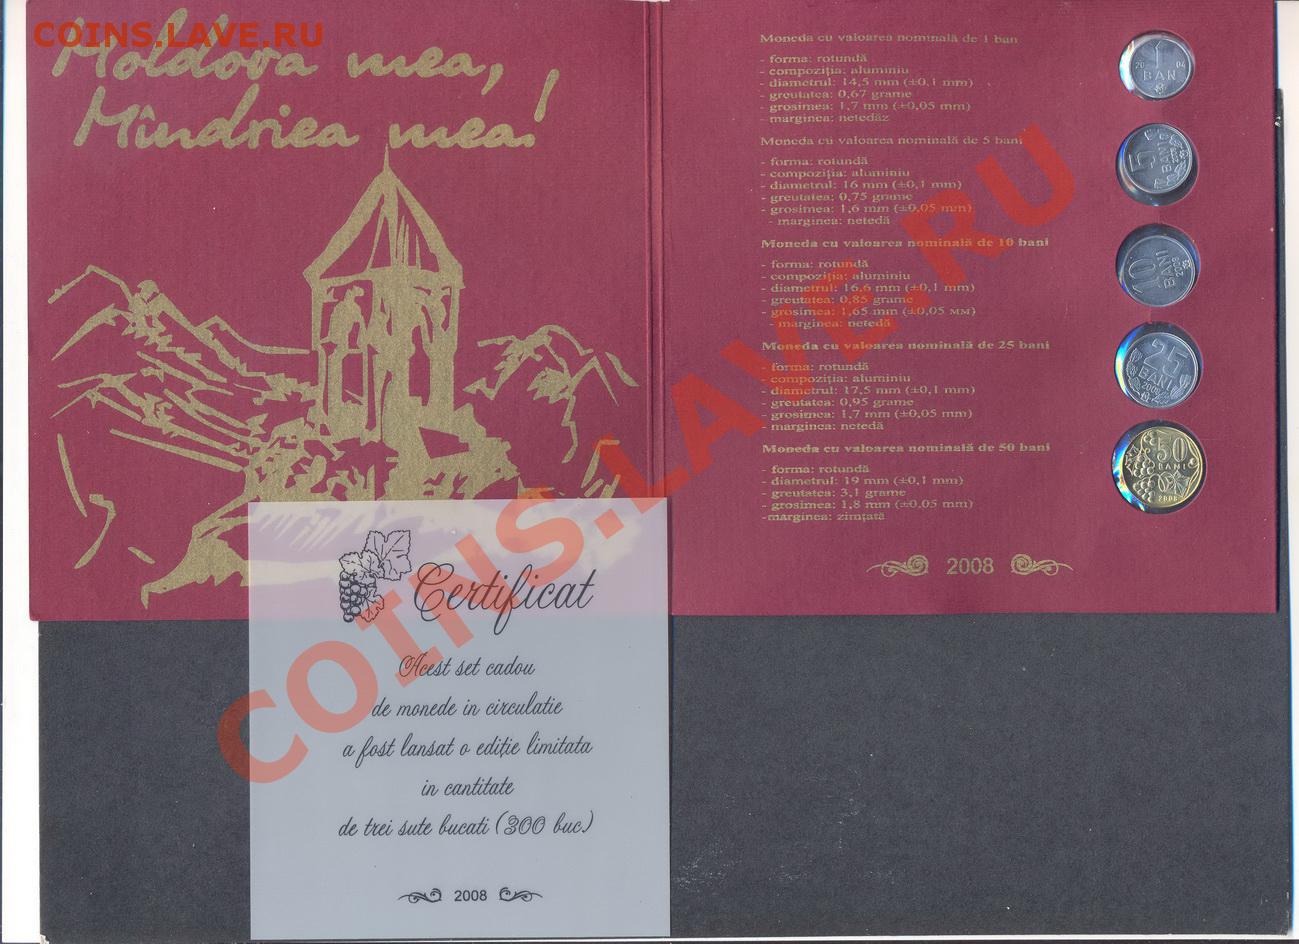 COINS.LAVE.RU
Moldova mea,
Mîndriea mea!
Moneda cu valoarea nominală de 1 ban
- forma: rotundă
- compoziţia: aluminiu
- diametrul: 14,5 mm (±0,1 mm)
- greutatea: 0,67 grame
- grosimea: 1,7 mm (±0,05 mm)
- marginea: netedăz
Moneda cu valoarea nominală de 5 bani
- forma: rotundă
- compoziţia: aluminiu
- diametrul: 16 mm (±0,1 mm)
- greutatea: 0,75 grame
- grosimea: 1,6 mm (±0,05 mm)
- marginea: netedă
Moneda cu valoarea nominală de 10 bani
- forma: rotundă
- compoziţia: aluminiu
- diametrul: 16,6 mm (±0,1 mm)
- greutatea: 0,85 grame
- grosimea: 1,65 mm (±0,05 мм)
- marginea: netedă
Moneda cu valoarea nominală de 25 bani
- forma: rotundă
- compoziţia: aluminiu
- diametrul: 17,5 mm (±0,1 mm)
- greutatea: 0,95 grame
- grosimea: 1,7 mm (±0,05 mm)
- marginea: netedă
Moneda cu valoarea nominală de 50 bani
- forma: rotundă
- diametrul: 19 mm (±0,1 mm)
- greutatea: 3,1 grame
- grosimea: 1,8 mm (±0,05 mm)
-marginea: zimţată
2008
1
20 04
BAN
5
BANI
10
BANI
25
BANI
50
BANI
2008
Certificat
Acest set cadou
de monede in circulatie
a fost lansat o ediţie limitata
in cantitate
de trei sute bucati (300 buc.)
2008
COINS.LAVE.RU